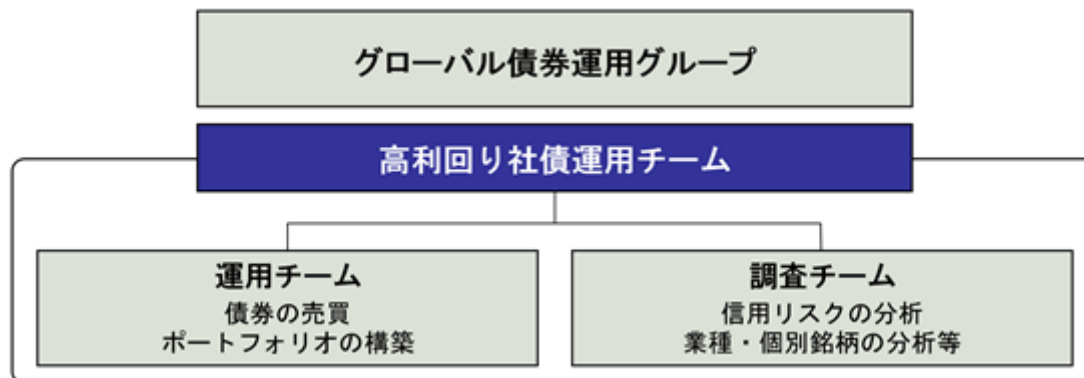 グローバル債券運用グループ
高利回り社債運用チーム
運用チーム
債券の売買
ポートフォリオの構築
調査チーム
信用リスクの分析
業種・個別銘柄の分析等